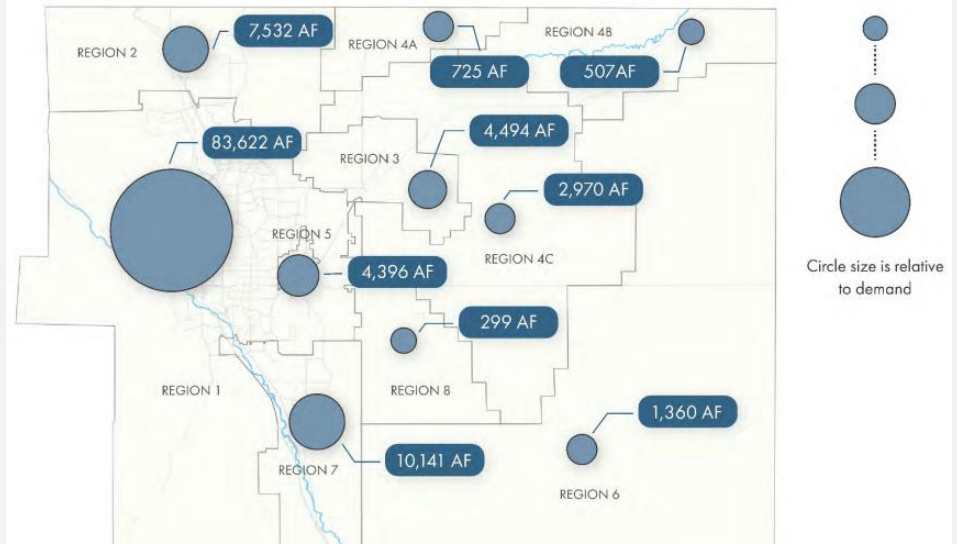 REGION 2
7,532 AF
REGION 4A
725 AF
REGION 4B
507AF
83,622 AF
REGION 3
4,494 AF
2,970 AF
REGION 5
REGION 4C
4,396 AF
299 AF
REGION 1
REGION 8
1,360 AF
10,141 AF
REGION 7
REGION 6
Circle size is relative
to demand